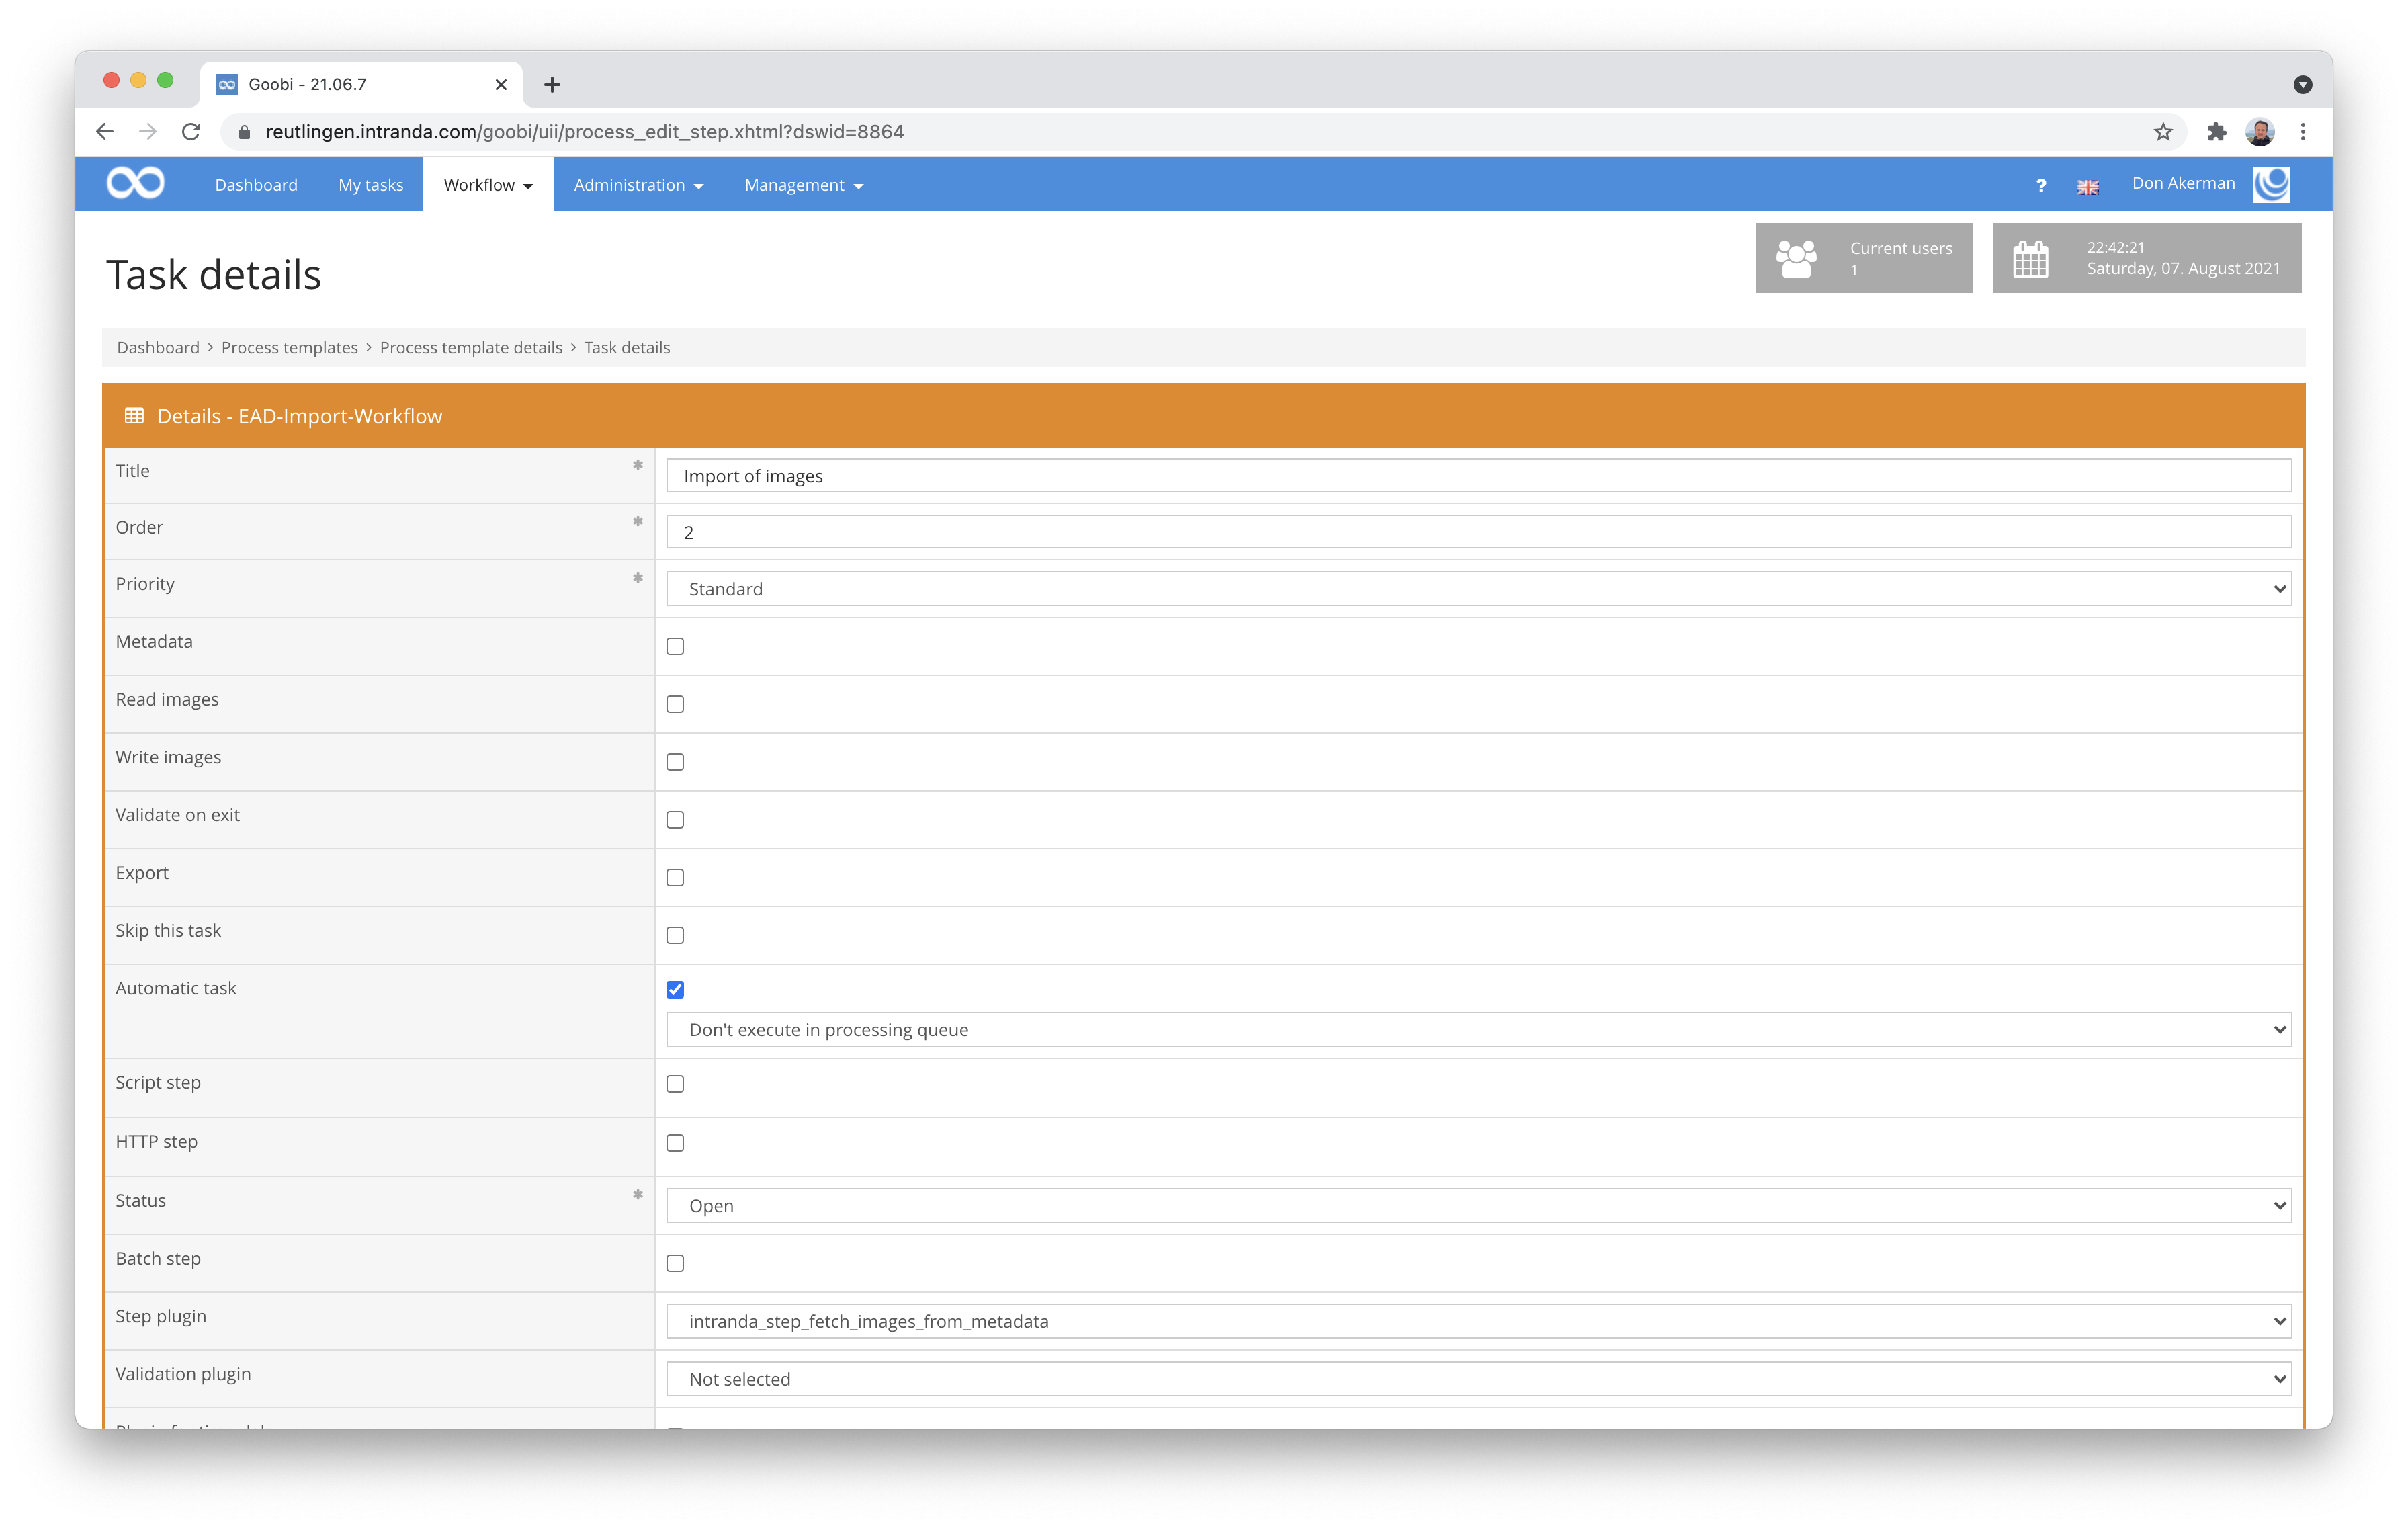 Goobi - 21.06.7
reutlingen.intranda.com/goobi/uii/process_edit_step.xhtml?dswid=8864
Dashboard My tasks Workflow Administration Management ? Don Akerman
Task details
Current users
1
22:42:21
Saturday, 07. August 2021
Dashboard > Process templates > Process template details > Task details
Details - EAD-Import-Workflow
Title * Import of images
Order * 2
Priority * Standard
Metadata
Read images
Write images
Validate on exit
Export
Skip this task
Automatic task
Don't execute in processing queue
Script step
HTTP step
Status * Open
Batch step
Step plugin intranda_step_fetch_images_from_metadata
Validation plugin Not selected